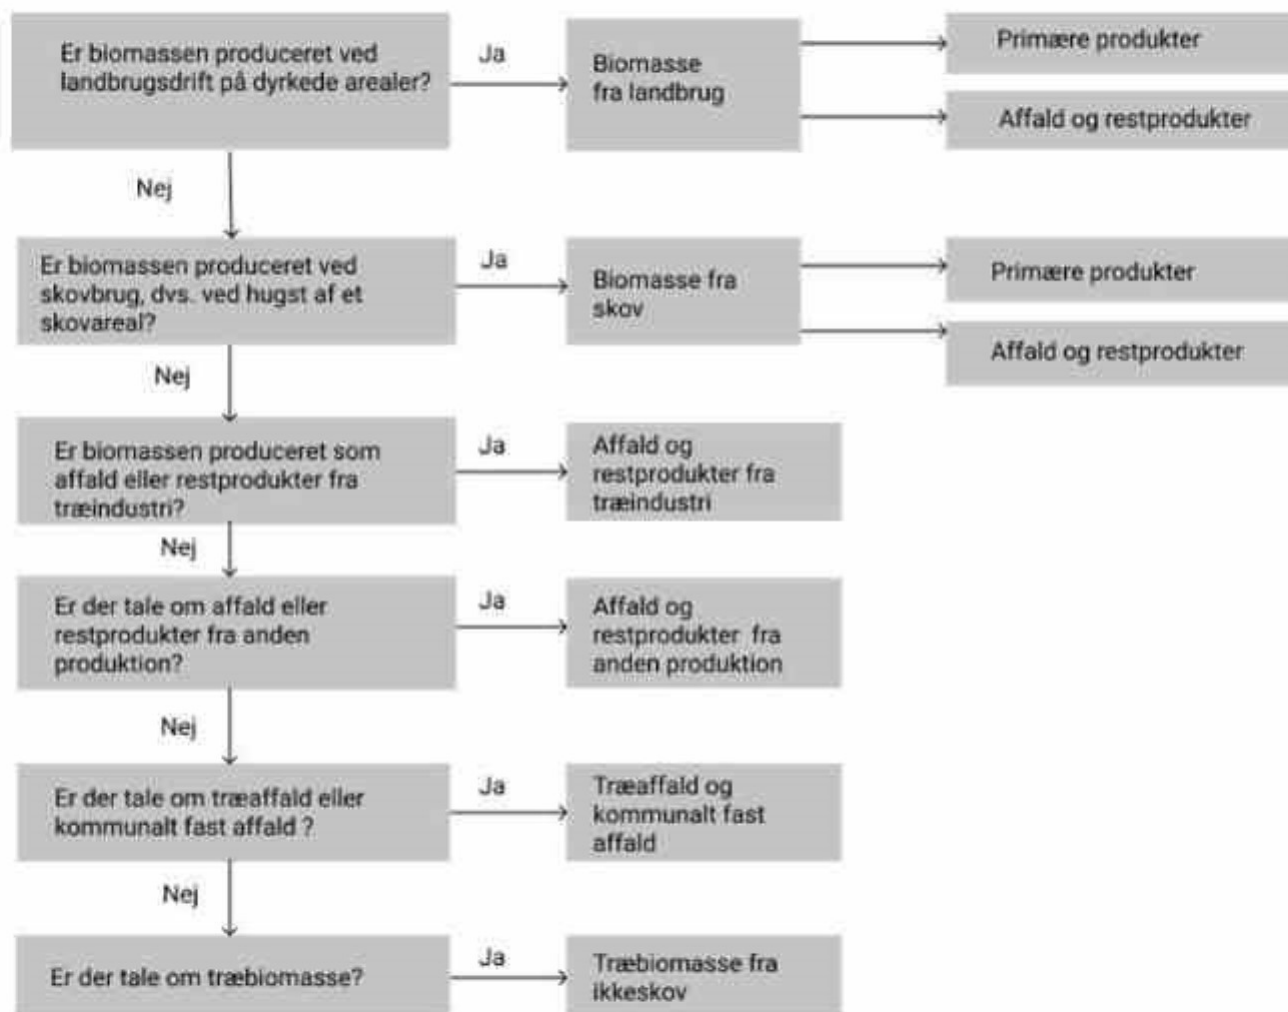 Er biomassen produceret ved
landbrugsdrift på dyrkede arealer?
Ja
Biomasse
fra landbrug
Primære produkter
Affald og restprodukter
Nej
Er biomassen produceret ved
skovbrug, dvs. ved hugst af et
skovareal?
Ja
Biomasse fra
skov
Primære produkter
Affald og restprodukter
Nej
Er biomassen produceret som
affald eller restprodukter fra
træindustri?
Ja
Affald og
restprodukter fra
træindustri
Nej
Er der tale om affald eller
restprodukter fra anden
produktion?
Ja
Affald og
restprodukter fra
anden produktion
Nej
Er der tale om træaffald eller
kommunalt fast affald ?
Ja
Træaffald og
kommunalt fast
affald
Nej
Er der tale om træbiomasse?
Ja
Træbiomasse fra
ikkeskov